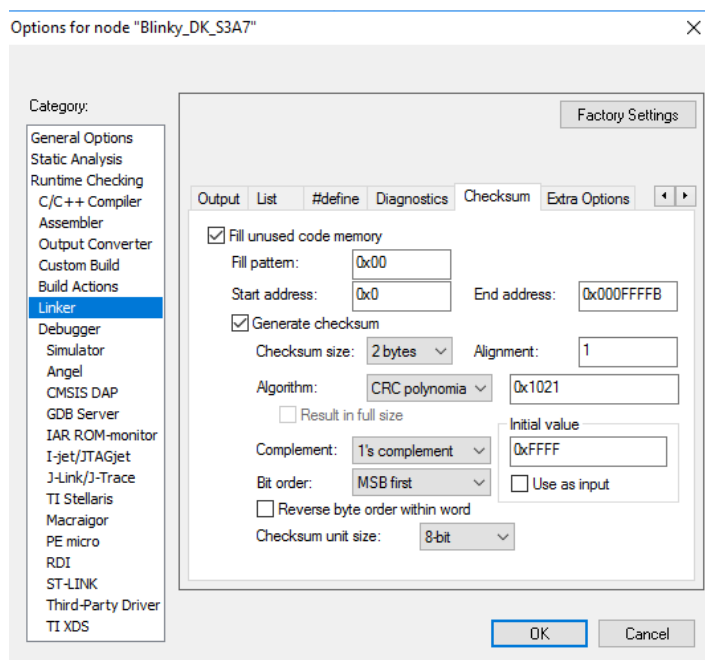 Options for node "Blinky_DK_S3A7"
Category:
General Options
Static Analysis
Runtime Checking
C/C++ Compiler
Assembler
Output Converter
Custom Build
Build Actions
Linker
Debugger
Simulator
Angel
CMSIS DAP
GDB Server
IAR ROM-monitor
I-jet/JTAGjet
J-Link/J-Trace
TI Stellaris
Macraigor
PE micro
RDI
ST-LINK
Third-Party Driver
TI XDS
Factory Settings
Output List #define Diagnostics Checksum Extra Options
Fill unused code memory
Fill pattern: 0x00
Start address: 0x0 End address: 0x000FFFFB
Generate checksum
Checksum size: 2 bytes Alignment: 1
Algorithm: CRC polynomia 0x1021
Result in full size
Initial value
Complement: 1's complement 0xFFFF
Bit order: MSB first Use as input
Reverse byte order within word
Checksum unit size: 8-bit
OK Cancel